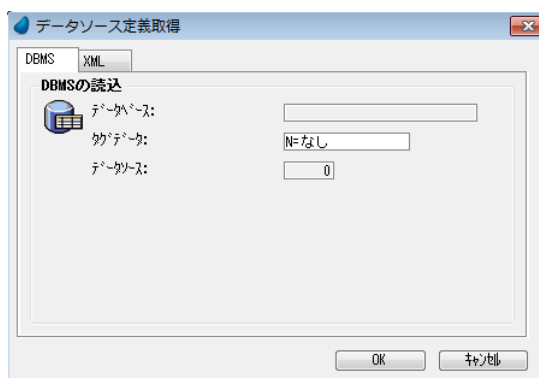 データソース定義取得
DBMS XML
DBMSの読込
ﾃﾞｰﾀﾍﾞｰｽ:
ﾀｸﾞﾃﾞｰﾀ: N=なし
ﾃﾞｰﾀｿｰｽ: 0
OK ｷｬﾝｾﾙ